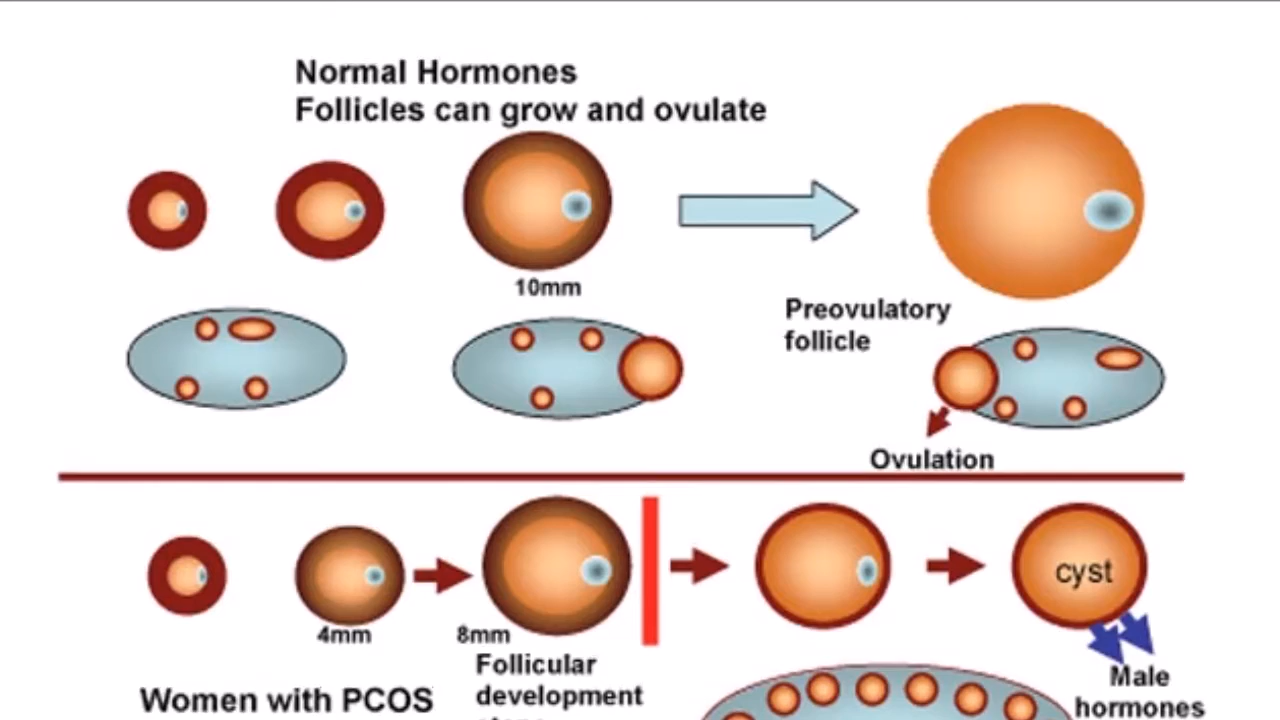 Normal Hormones
Follicles can grow and ovulate
10mm
Preovulatory
follicle
Ovulation
cyst
4mm
8mm
Follicular
development
Women with PCOS
Male
hormones